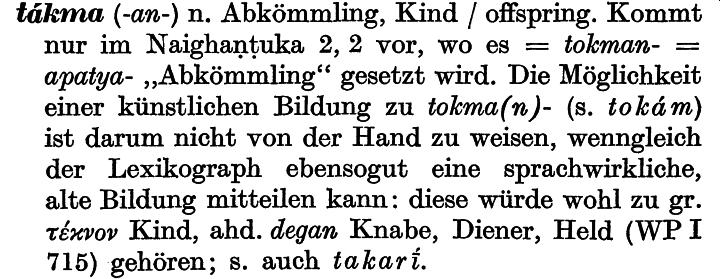 tákma (-an-) n. Abkömmling, Kind / offspring. Kommt
nur im Naighaṇṭuka 2, 2 vor, wo es = tokman- =
apatya- „Abkömmling“ gesetzt wird. Die Möglichkeit
einer künstlichen Bildung zu tokma(n)- (s. tokám)
ist darum nicht von der Hand zu weisen, wenngleich
der Lexikograph ebensogut eine sprachwirkliche,
alte Bildung mitteilen kann: diese würde wohl zu gr.
τέκνον Kind, ahd. degan Knabe, Diener, Held (WP I
715) gehören; s. auch takarī́.